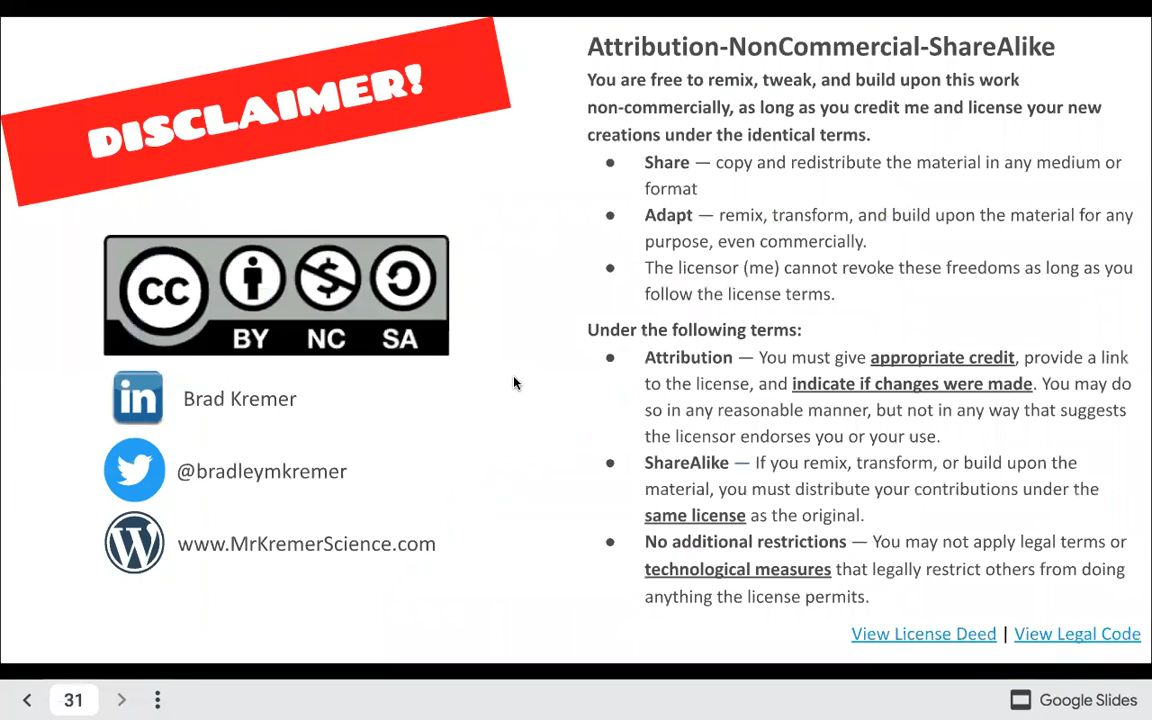 DISCLAIMER!
CC
BY NC SA
in Brad Kremer
@bradleymkremer
W www.MrKremerScience.com
Attribution-NonCommercial-ShareAlike
You are free to remix, tweak, and build upon this work
non-commercially, as long as you credit me and license your new
creations under the identical terms.
● Share — copy and redistribute the material in any medium or
format
● Adapt — remix, transform, and build upon the material for any
purpose, even commercially.
● The licensor (me) cannot revoke these freedoms as long as you
follow the license terms.
Under the following terms:
● Attribution — You must give appropriate credit, provide a link
to the license, and indicate if changes were made. You may do
so in any reasonable manner, but not in any way that suggests
the licensor endorses you or your use.
● ShareAlike — If you remix, transform, or build upon the
material, you must distribute your contributions under the
same license as the original.
● No additional restrictions — You may not apply legal terms or
technological measures that legally restrict others from doing
anything the license permits.
View License Deed | View Legal Code
31
Google Slides